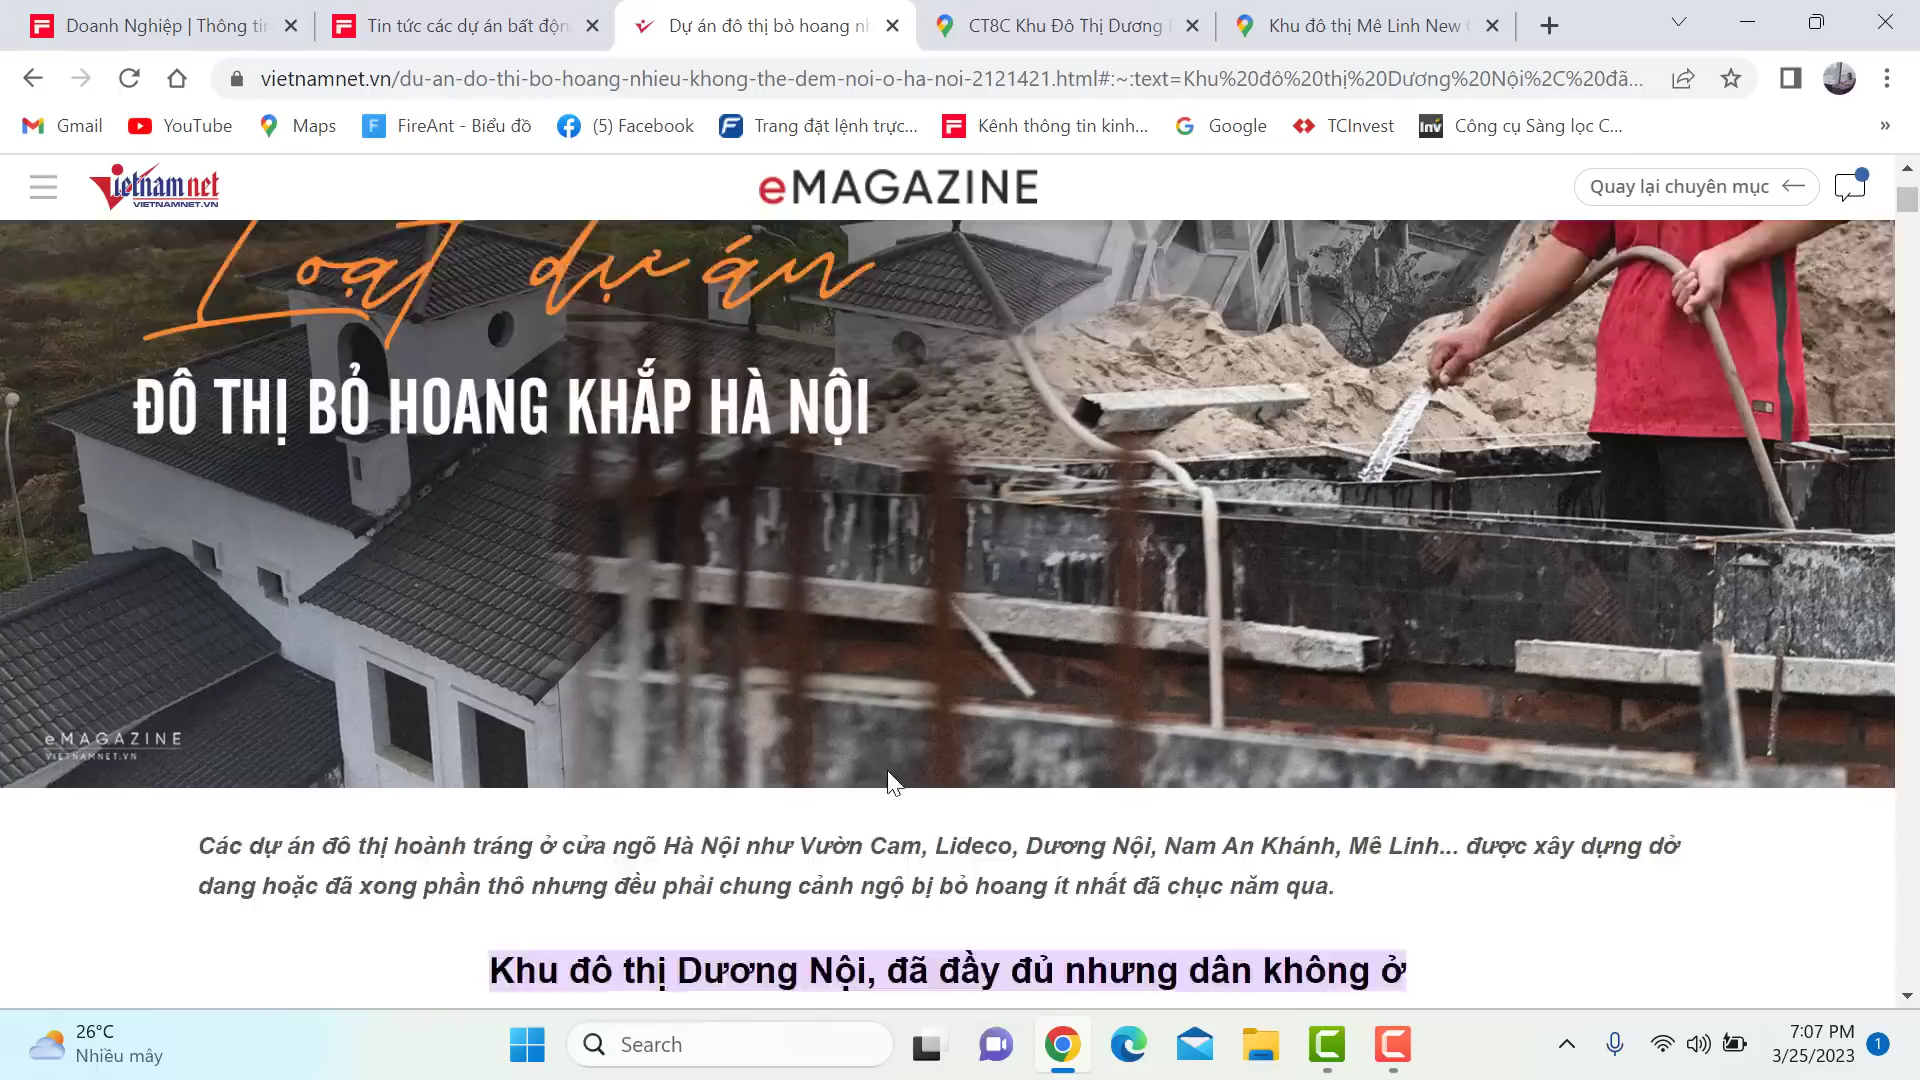 Doanh Nghiệp | Thông tin
Tin tức các dự án bất độn
Dự án đô thị bỏ hoang nh
CT8C Khu Đô Thị Dương
Khu đô thị Mê Linh New
vietnamnet.vn/du-an-do-thi-bo-hoang-nhieu-khong-the-dem-noi-o-ha-noi-2121421.html#:~:text=Khu%20đô%20thị%20Dương%20Nội%2C%20đã...
Gmail
YouTube
Maps
FireAnt - Biểu đồ
(5) Facebook
Trang đặt lệnh trực...
Kênh thông tin kinh...
Google
TCInvest
Inv
Công cụ Sàng lọc C...
»
Vietnamnet
VIETNAMNET.VN
eMAGAZINE
Quay lại chuyên mục
Loạt dự án
ĐÔ THỊ BỎ HOANG KHẮP HÀ NỘI
eMAGAZINE
VIETNAMNET.VN
Các dự án đô thị hoành tráng ở cửa ngõ Hà Nội như Vườn Cam, Lideco, Dương Nội, Nam An Khánh, Mê Linh... được xây dựng dở
dang hoặc đã xong phần thô nhưng đều phải chung cảnh ngộ bị bỏ hoang ít nhất đã chục năm qua.
Khu đô thị Dương Nội, đã đầy đủ nhưng dân không ở
26°C
Nhiều mây
Search
7:07 PM
3/25/2023
1